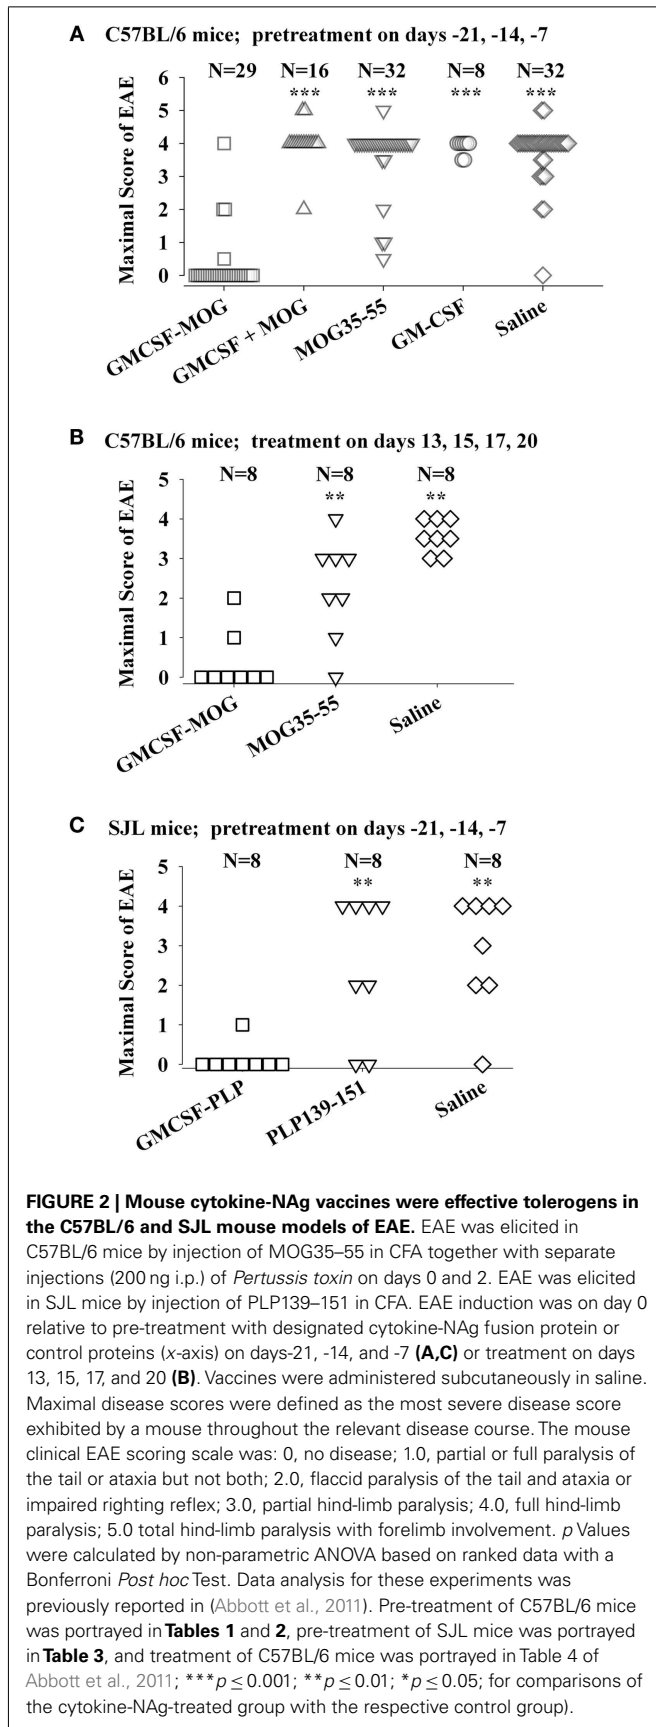 A C57BL/6 mice; pretreatment on days -21, -14, -7
N=29 N=16 N=32 N=8 N=32
*** *** *** ***
Maximal Score of EAE
6
5
4
3
2
1
0
GMCSF-MOG
GMCSF + MOG
MOG35-55
GM-CSF
Saline
B C57BL/6 mice; treatment on days 13, 15, 17, 20
N=8 N=8 N=8
** **
Maximal Score of EAE
5
4
3
2
1
0
GMCSF-MOG
MOG35-55
Saline
C SJL mice; pretreatment on days -21, -14, -7
N=8 N=8 N=8
** **
Maximal Score of EAE
5
4
3
2
1
0
GMCSF-PLP
PLP139-151
Saline
FIGURE 2 | Mouse cytokine-NAg vaccines were effective tolerogens in
the C57BL/6 and SJL mouse models of EAE. EAE was elicited in
C57BL/6 mice by injection of MOG35–55 in CFA together with separate
injections (200 ng i.p.) of Pertussis toxin on days 0 and 2. EAE was elicited
in SJL mice by injection of PLP139–151 in CFA. EAE induction was on day 0
relative to pre-treatment with designated cytokine-NAg fusion protein or
control proteins (x-axis) on days-21, -14, and -7 (A,C) or treatment on days
13, 15, 17, and 20 (B). Vaccines were administered subcutaneously in saline.
Maximal disease scores were defined as the most severe disease score
exhibited by a mouse throughout the relevant disease course. The mouse
clinical EAE scoring scale was: 0, no disease; 1.0, partial or full paralysis of
the tail or ataxia but not both; 2.0, flaccid paralysis of the tail and ataxia or
impaired righting reflex; 3.0, partial hind-limb paralysis; 4.0, full hind-limb
paralysis; 5.0 total hind-limb paralysis with forelimb involvement. p Values
were calculated by non-parametric ANOVA based on ranked data with a
Bonferroni Post hoc Test. Data analysis for these experiments was
previously reported in (Abbott et al., 2011). Pre-treatment of C57BL/6 mice
was portrayed in Tables 1 and 2, pre-treatment of SJL mice was portrayed
in Table 3, and treatment of C57BL/6 mice was portrayed in Table 4 of
Abbott et al., 2011; ***p ≤ 0.001; **p ≤ 0.01; *p ≤ 0.05; for comparisons of
the cytokine-NAg-treated group with the respective control group).